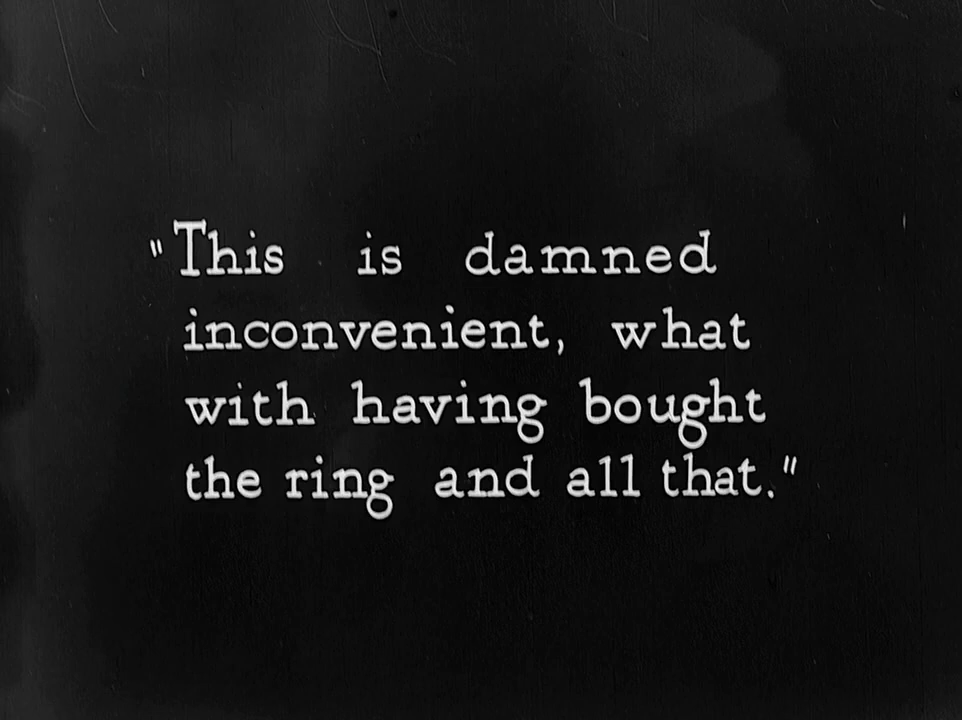 "This is damned
inconvenient, what
with having bought
the ring and all that."